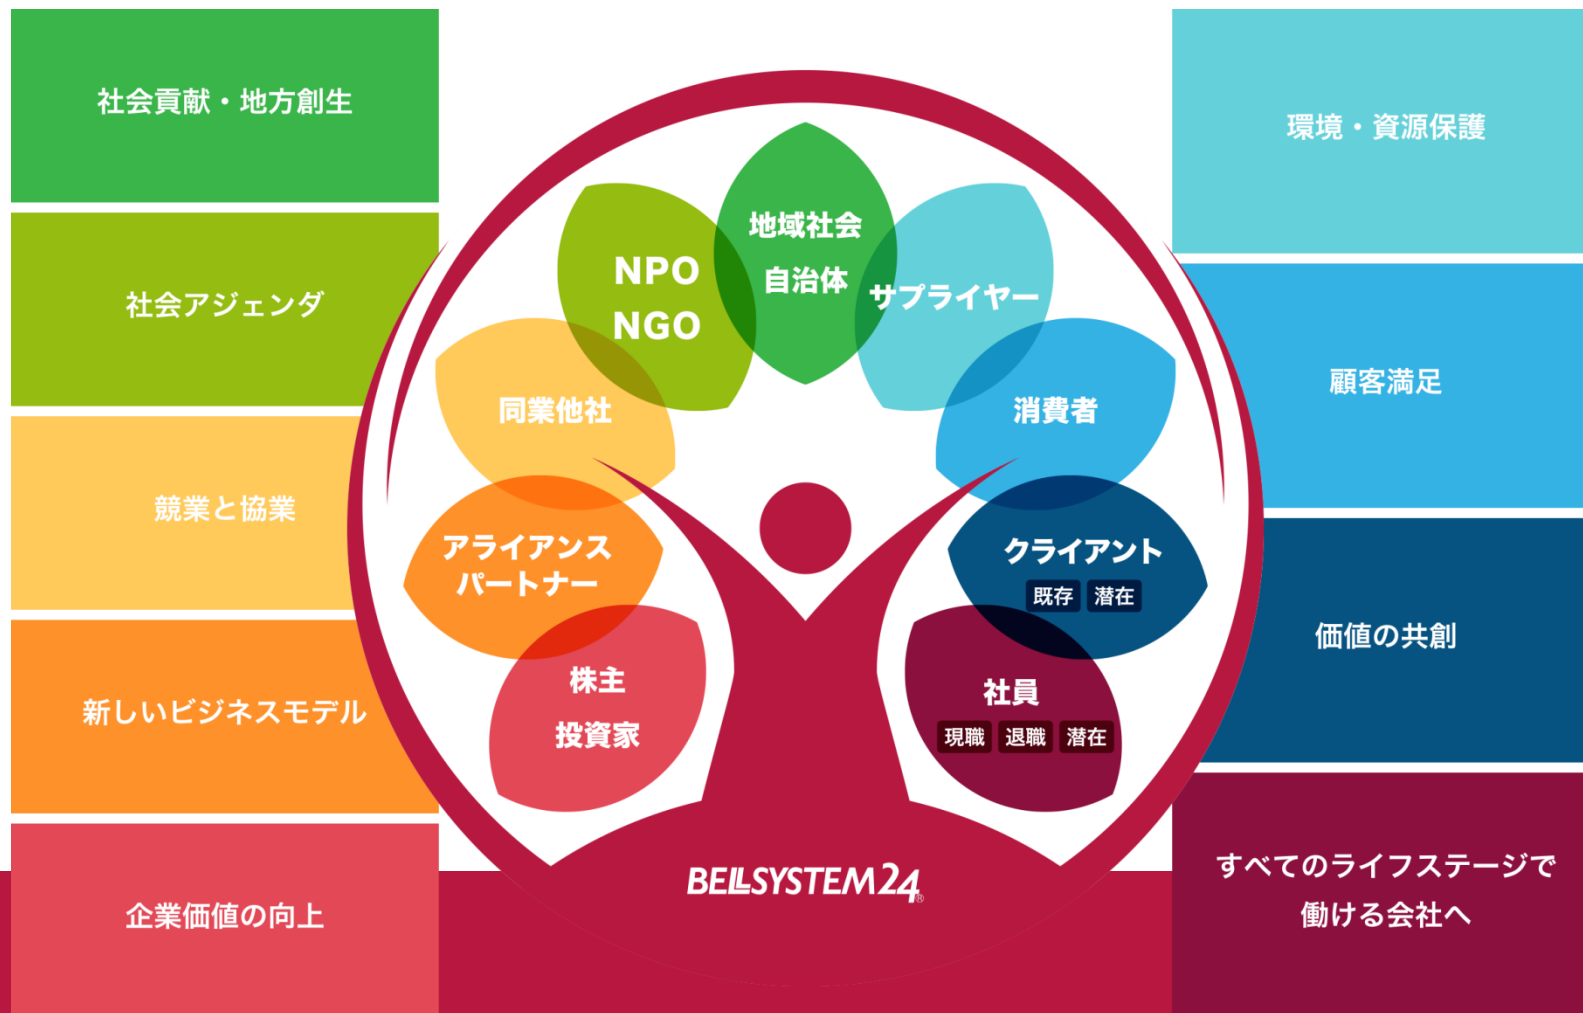 社会貢献・地方創生
社会アジェンダ
競業と協業
新しいビジネスモデル
企業価値の向上
地域社会
自治体
NPO
NGO
サプライヤー
同業他社
消費者
アライアンス
パートナー
クライアント
既存 潜在
株主
投資家
社員
現職 退職 潜在
BELLSYSTEM24®
環境・資源保護
顧客満足
価値の共創
すべてのライフステージで
働ける会社へ